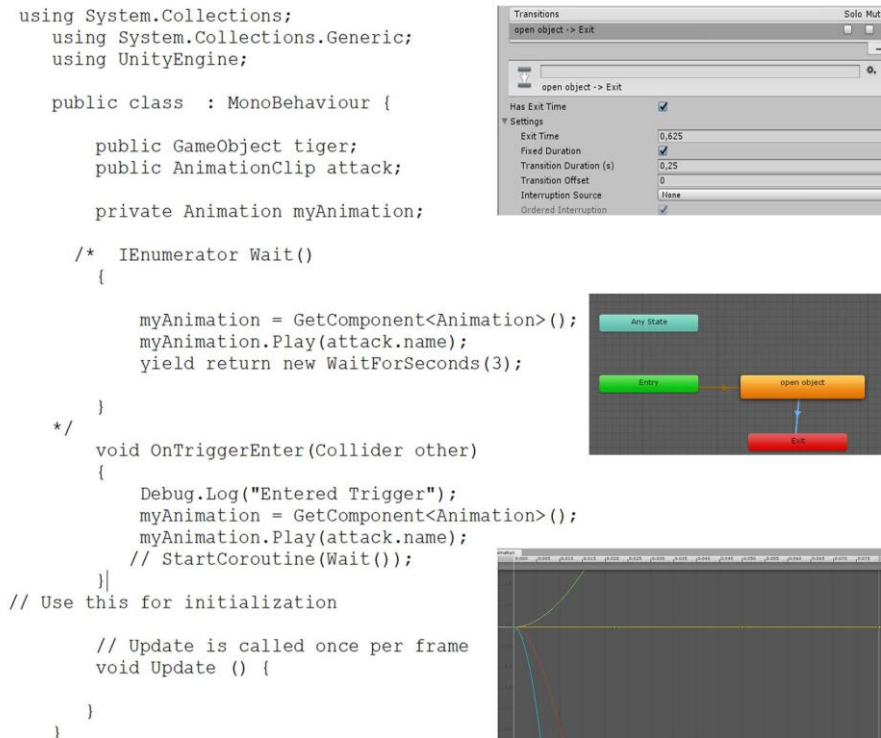 using System.Collections;
using System.Collections.Generic;
using UnityEngine;
public class  : MonoBehaviour {
public GameObject tiger;
public AnimationClip attack;
private Animation myAnimation;
/*  IEnumerator Wait()
{
myAnimation = GetComponent<Animation>();
myAnimation.Play(attack.name);
yield return new WaitForSeconds(3);
}
*/
void OnTriggerEnter(Collider other)
{
Debug.Log("Entered Trigger");
myAnimation = GetComponent<Animation>();
myAnimation.Play(attack.name);
// StartCoroutine(Wait());
}
// Use this for initialization
// Update is called once per frame
void Update () {
}
}
Transitions Solo Mut
open object -> Exit
open object -> Exit
Has Exit Time
Settings
Exit Time 0,625
Fixed Duration
Transition Duration (s) 0,25
Transition Offset 0
Interruption Source None
Ordered Interruption
Any State
Entry open object
Exit